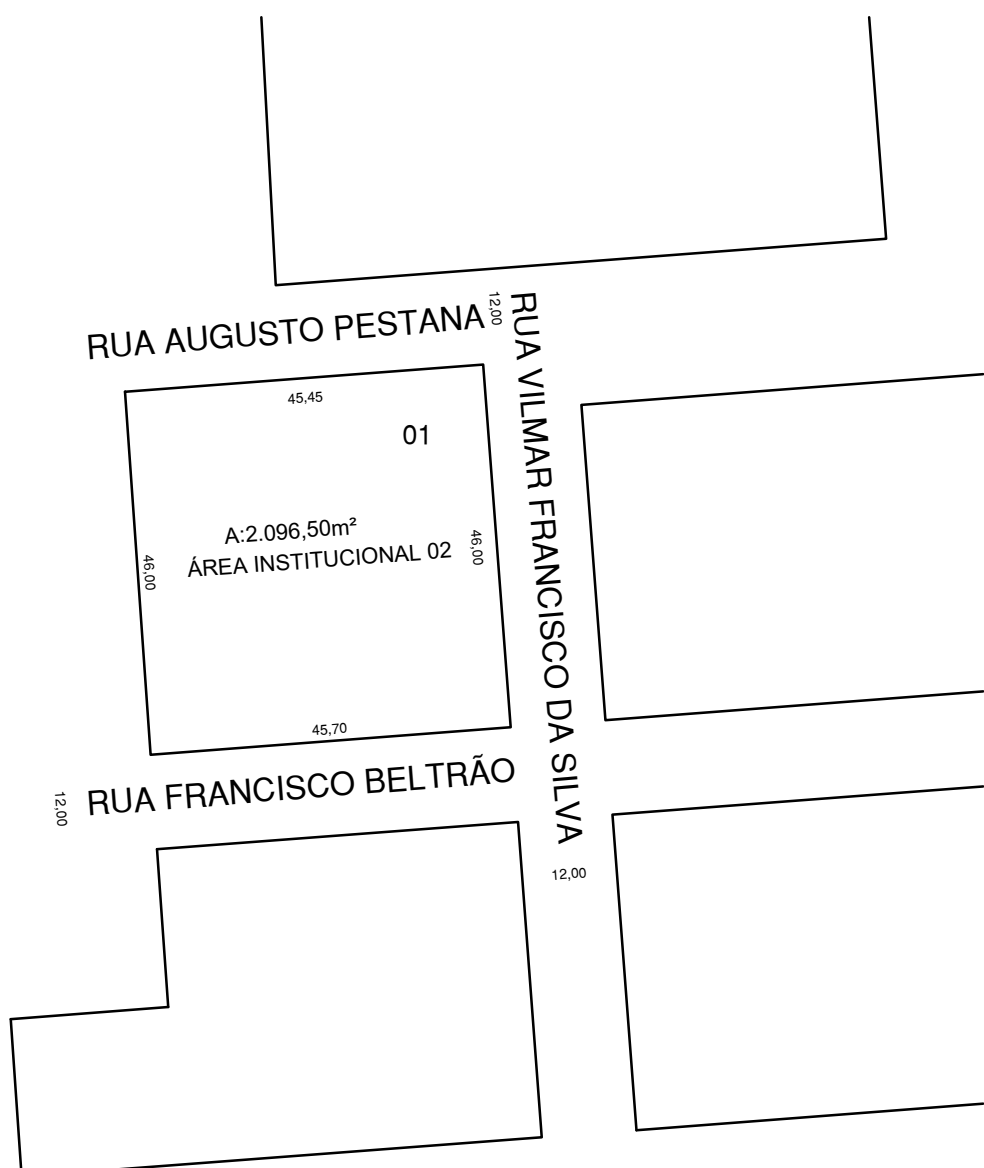 RUA AUGUSTO PESTANA
12,00
RUA VILMAR FRANCISCO DA SILVA
45,45
01
A:2.096,50m²
ÁREA INSTITUCIONAL 02
46,00
46,00
45,70
RUA FRANCISCO BELTRÃO
12,00
12,00